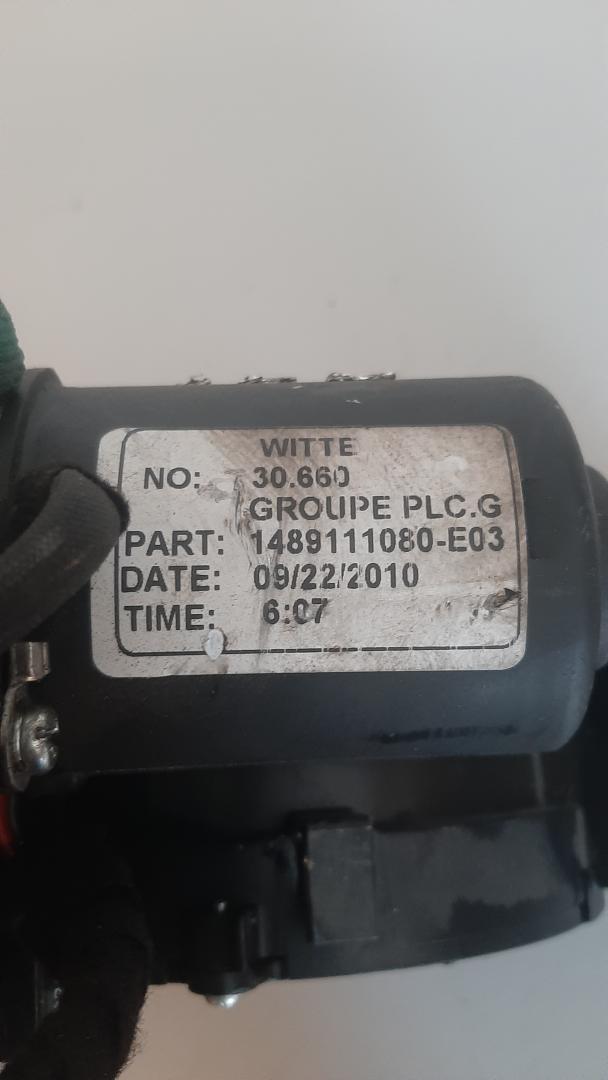 WITTE
NO: 30.660
GROUPE PLC.G
PART: 1489111080-E03
DATE: 09/22/2010
TIME: 6:07